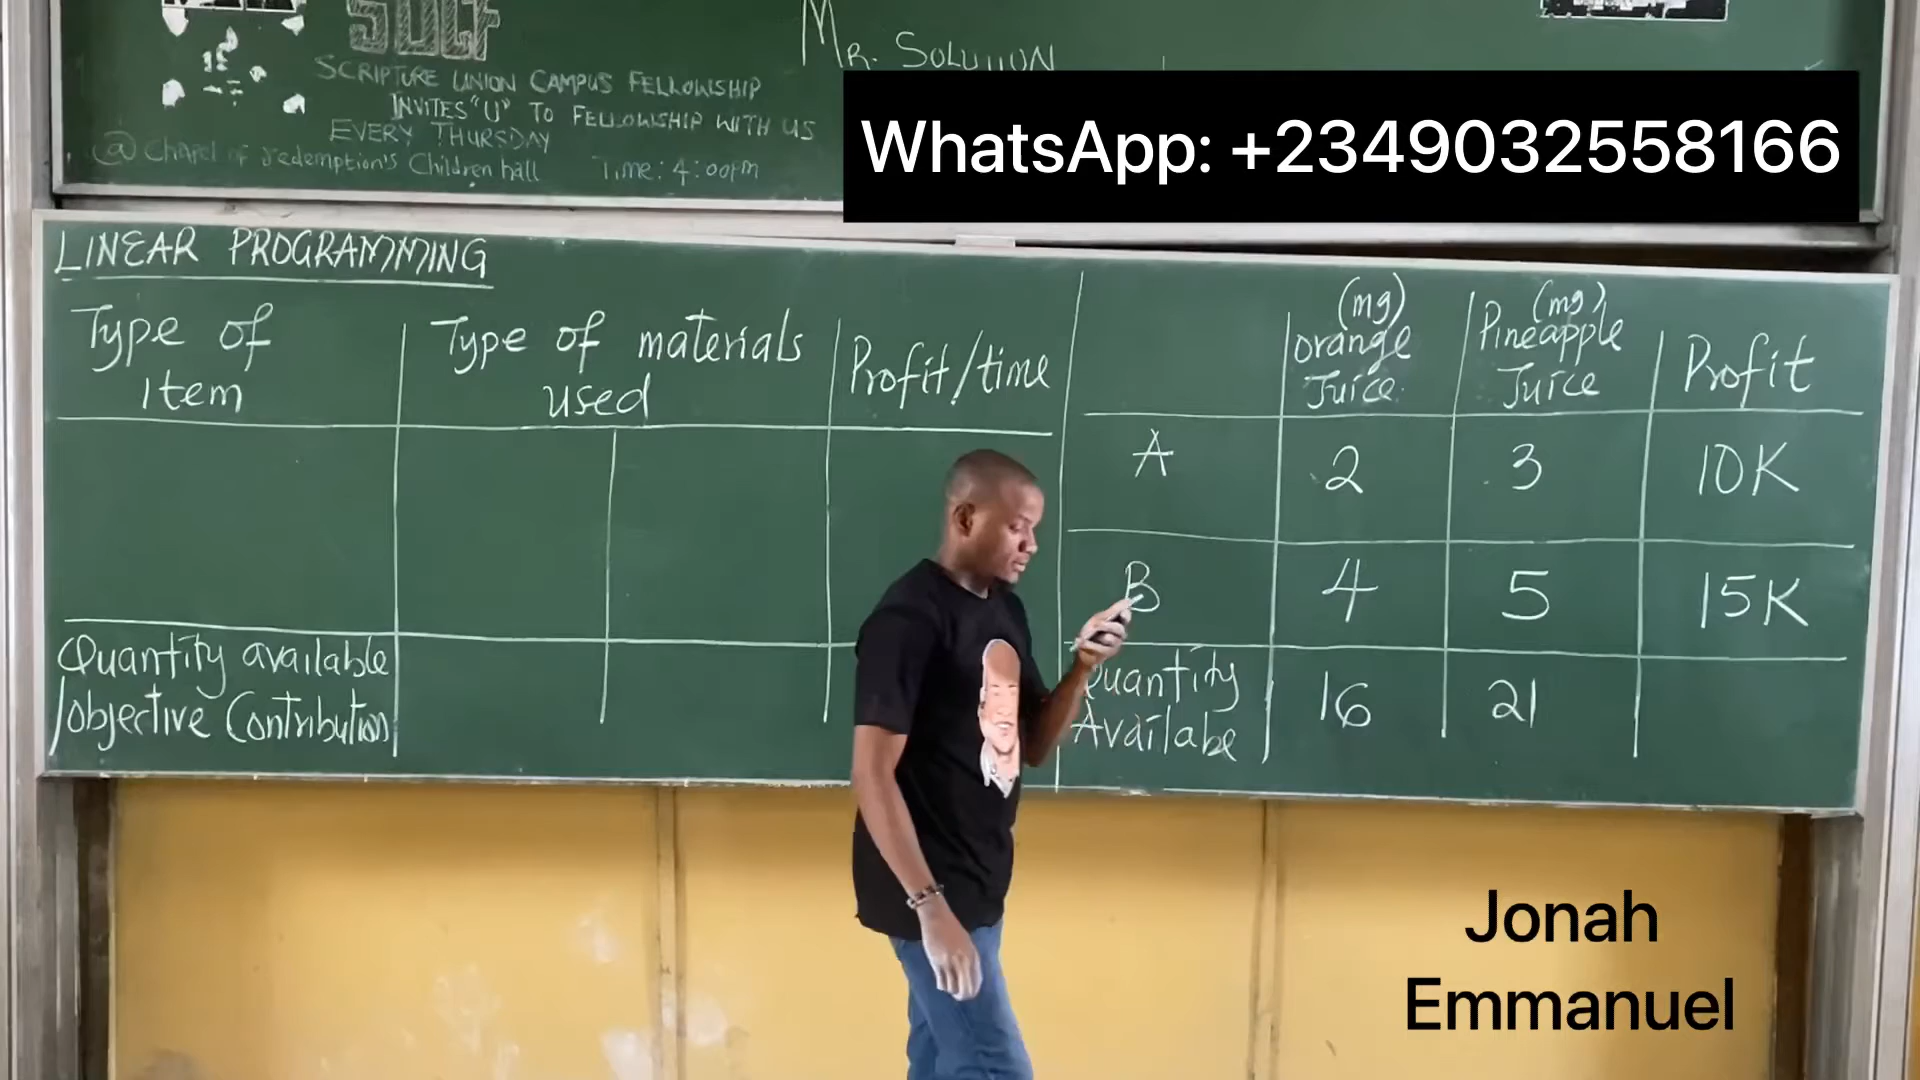 SUCF
MR. SOLUTION
SCRIPTURE UNION CAMPUS FELLOWSHIP
INVITES "U" TO FELLOWSHIP WITH US
EVERY THURSDAY
@ Chapel of redemption's Children hall Time: 4:00pm
WhatsApp: +2349032558166
LINEAR PROGRAMMING
Type of Item
Type of materials used
Profit/time
Quantity available
/objective Contribution
(mg) orange Juice
(mg) Pineapple Juice
Profit
A 2 3 10K
B 4 5 15K
Quantity Availabe 16 21
Jonah
Emmanuel